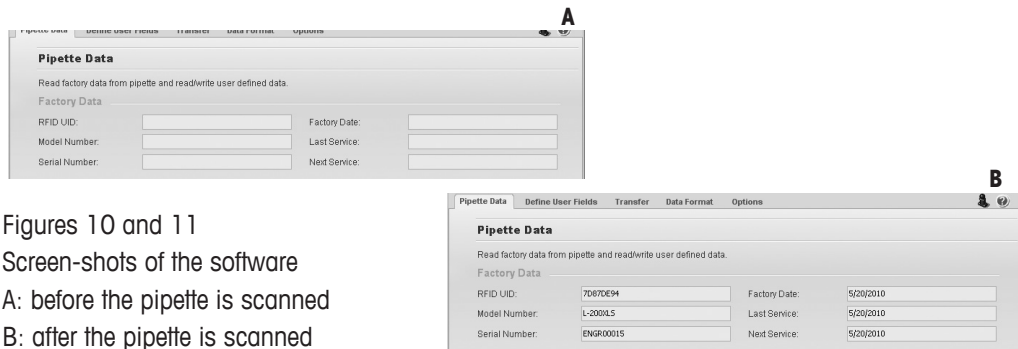 A
Pipette Data Define User Fields Transfer Data Format Options
Pipette Data
Read factory data from pipette and read/write user defined data.
Factory Data
RFID UID: Factory Date:
Model Number: Last Service:
Serial Number: Next Service:
Figures 10 and 11
Screen-shots of the software
A: before the pipette is scanned
B: after the pipette is scanned
B
Pipette Data Define User Fields Transfer Data Format Options
Pipette Data
Read factory data from pipette and read/write user defined data.
Factory Data
RFID UID: 7D87DE94 Factory Date: 5/20/2010
Model Number: L-200XLS Last Service: 5/20/2010
Serial Number: ENGR00015 Next Service: 5/20/2010